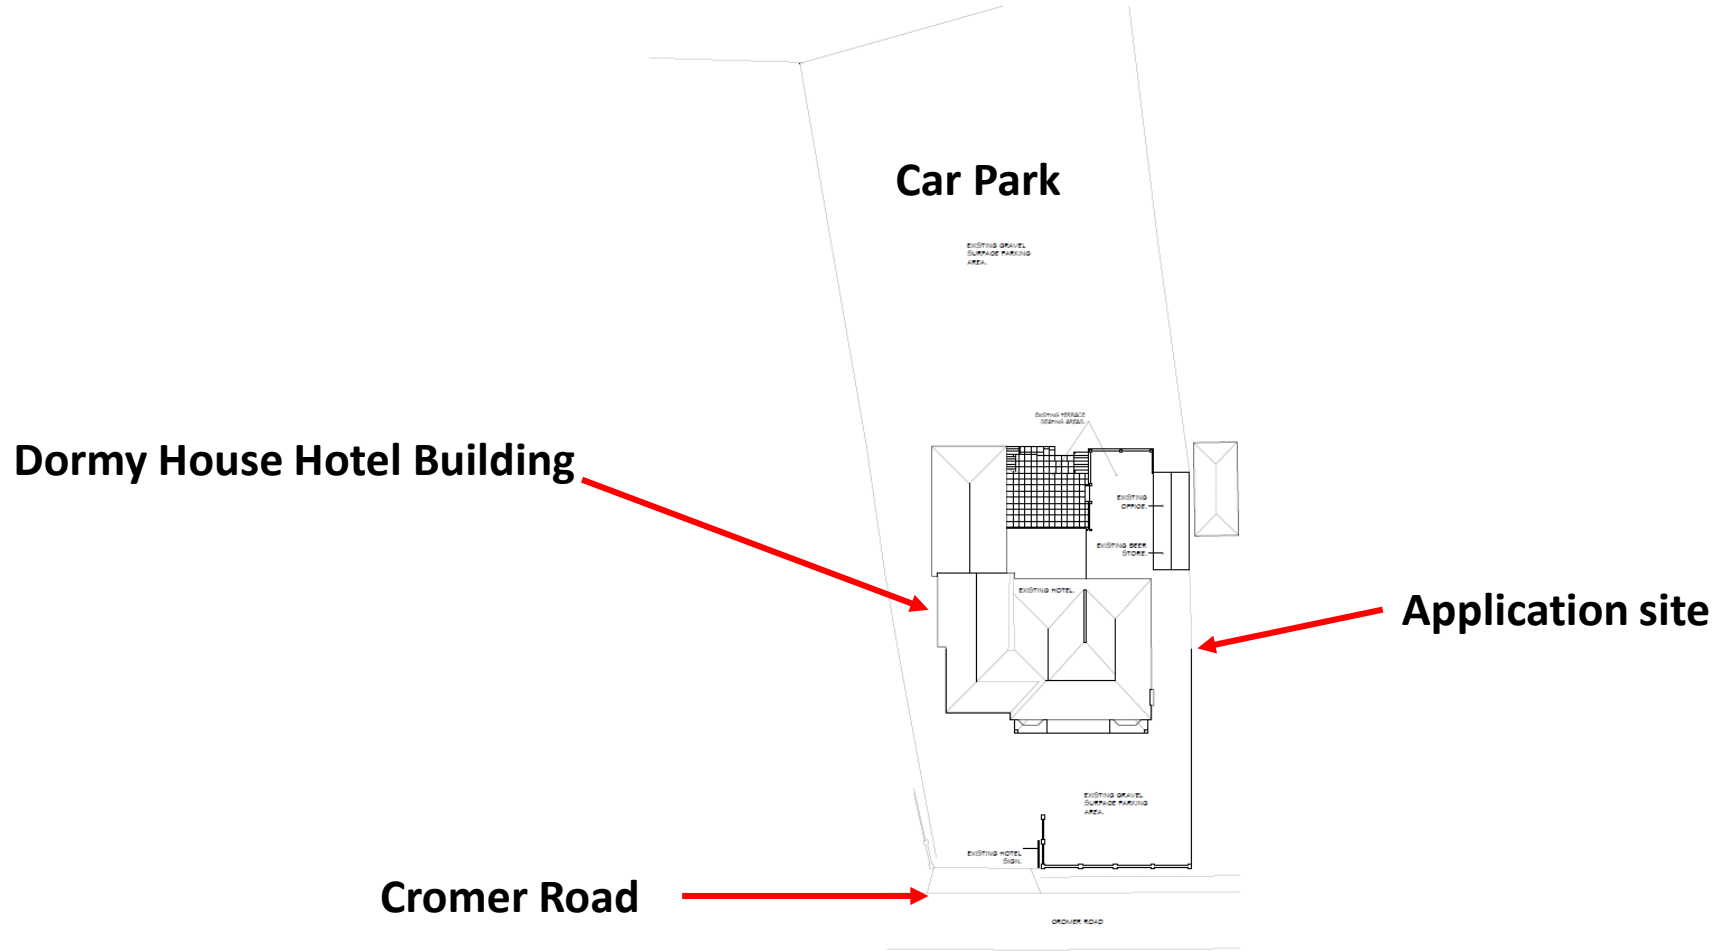 Car Park
EXISTING GRAVEL
SURFACE PARKING
AREA.
EXISTING TERRACE
SEATING AREAS.
Dormy House Hotel Building
EXISTING
OFFICE.
EXISTING BEER
STORE.
EXISTING HOTEL.
Application site
EXISTING GRAVEL
SURFACE PARKING
AREA.
EXISTING HOTEL
SIGN.
Cromer Road
CROMER ROAD